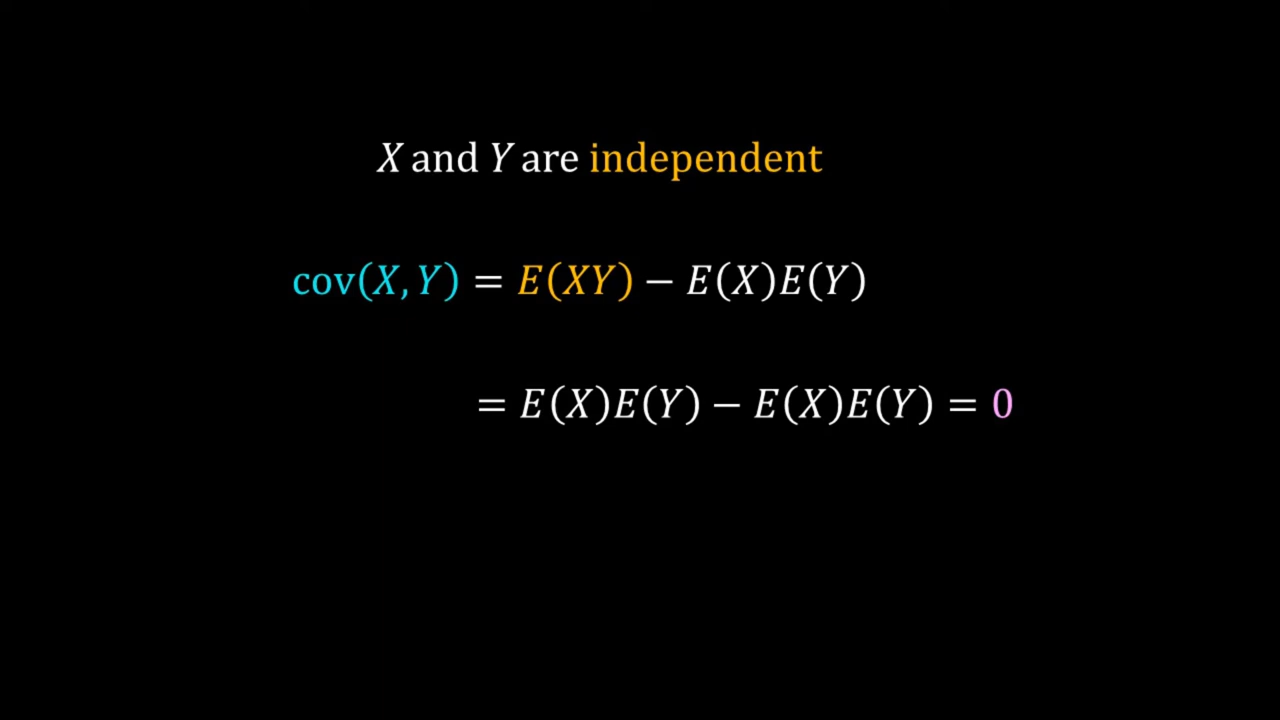 X and Y are independent
cov(X, Y) = E(XY) − E(X)E(Y)
= E(X)E(Y) − E(X)E(Y) = 0